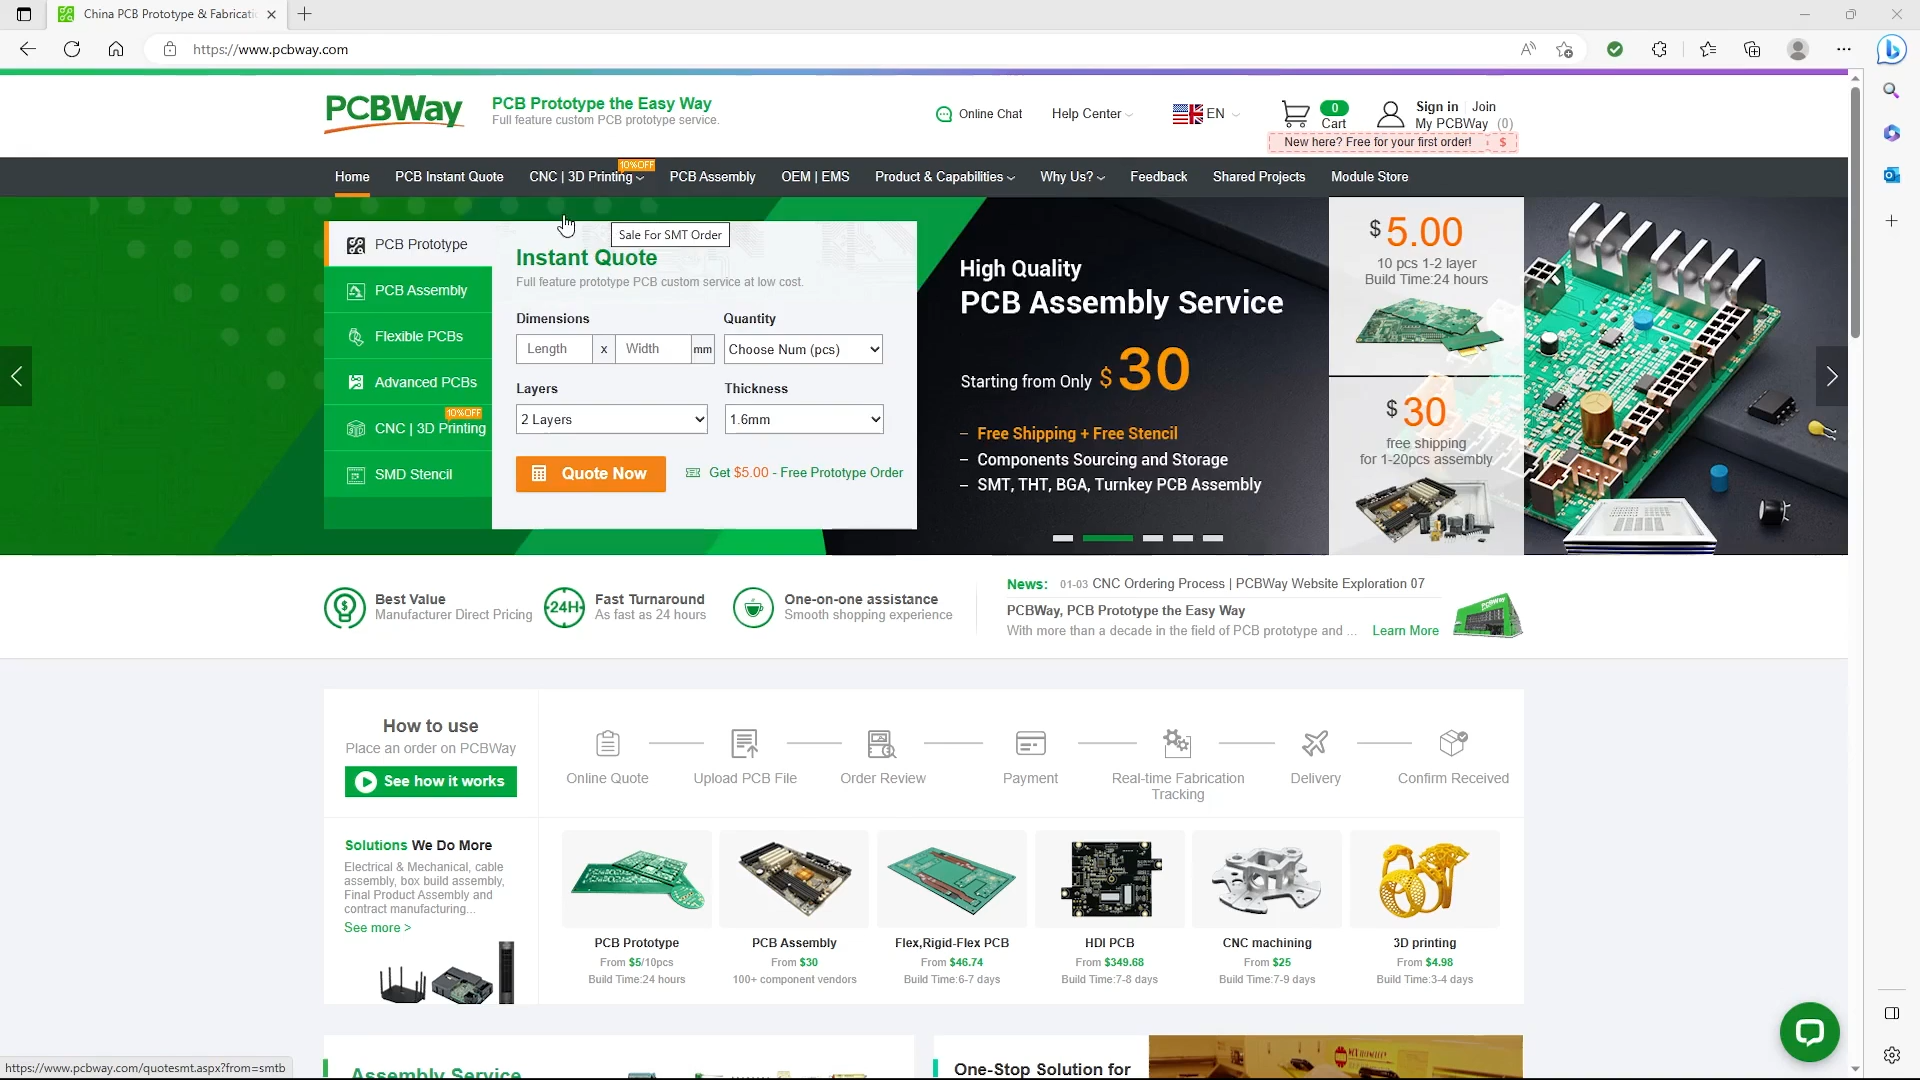 China PCB Prototype & Fabricati
https://www.pcbway.com
PCBWay
PCB Prototype the Easy Way
Full feature custom PCB prototype service.
Online Chat
Help Center
EN
0
Cart
Sign in
Join
My PCBWay (0)
New here? Free for your first order!
$
Home
PCB Instant Quote
CNC | 3D Printing
10%OFF
PCB Assembly
OEM | EMS
Product & Capabilities
Why Us?
Feedback
Shared Projects
Module Store
PCB Prototype
PCB Assembly
Flexible PCBs
Advanced PCBs
10%OFF
CNC | 3D Printing
SMD Stencil
Sale For SMT Order
Instant Quote
Full feature prototype PCB custom service at low cost.
Dimensions
Quantity
Length
x
Width
mm
Choose Num (pcs)
Layers
Thickness
2 Layers
1.6mm
Quote Now
Get $5.00 - Free Prototype Order
High Quality
PCB Assembly Service
Starting from Only $30
– Free Shipping + Free Stencil
– Components Sourcing and Storage
– SMT, THT, BGA, Turnkey PCB Assembly
$5.00
10 pcs 1-2 layer
Build Time:24 hours
$30
free shipping
for 1-20pcs assembly
Best Value
Manufacturer Direct Pricing
24H
Fast Turnaround
As fast as 24 hours
One-on-one assistance
Smooth shopping experience
News: 01-03 CNC Ordering Process | PCBWay Website Exploration 07
PCBWay, PCB Prototype the Easy Way
With more than a decade in the field of PCB prototype and ... Learn More
How to use
Place an order on PCBWay
See how it works
Online Quote
Upload PCB File
Order Review
Payment
Real-time Fabrication
Tracking
Delivery
Confirm Received
Solutions We Do More
Electrical & Mechanical, cable
assembly, box build assembly,
Final Product Assembly and
contract manufacturing...
See more >
PCB Prototype
From $5/10pcs
Build Time:24 hours
PCB Assembly
From $30
100+ component vendors
Flex,Rigid-Flex PCB
From $46.74
Build Time:6-7 days
HDI PCB
From $349.68
Build Time:7-8 days
CNC machining
From $25
Build Time:7-9 days
3D printing
From $4.98
Build Time:3-4 days
Assembly Service
One-Stop Solution for
https://www.pcbway.com/quotesmt.aspx?from=smtb